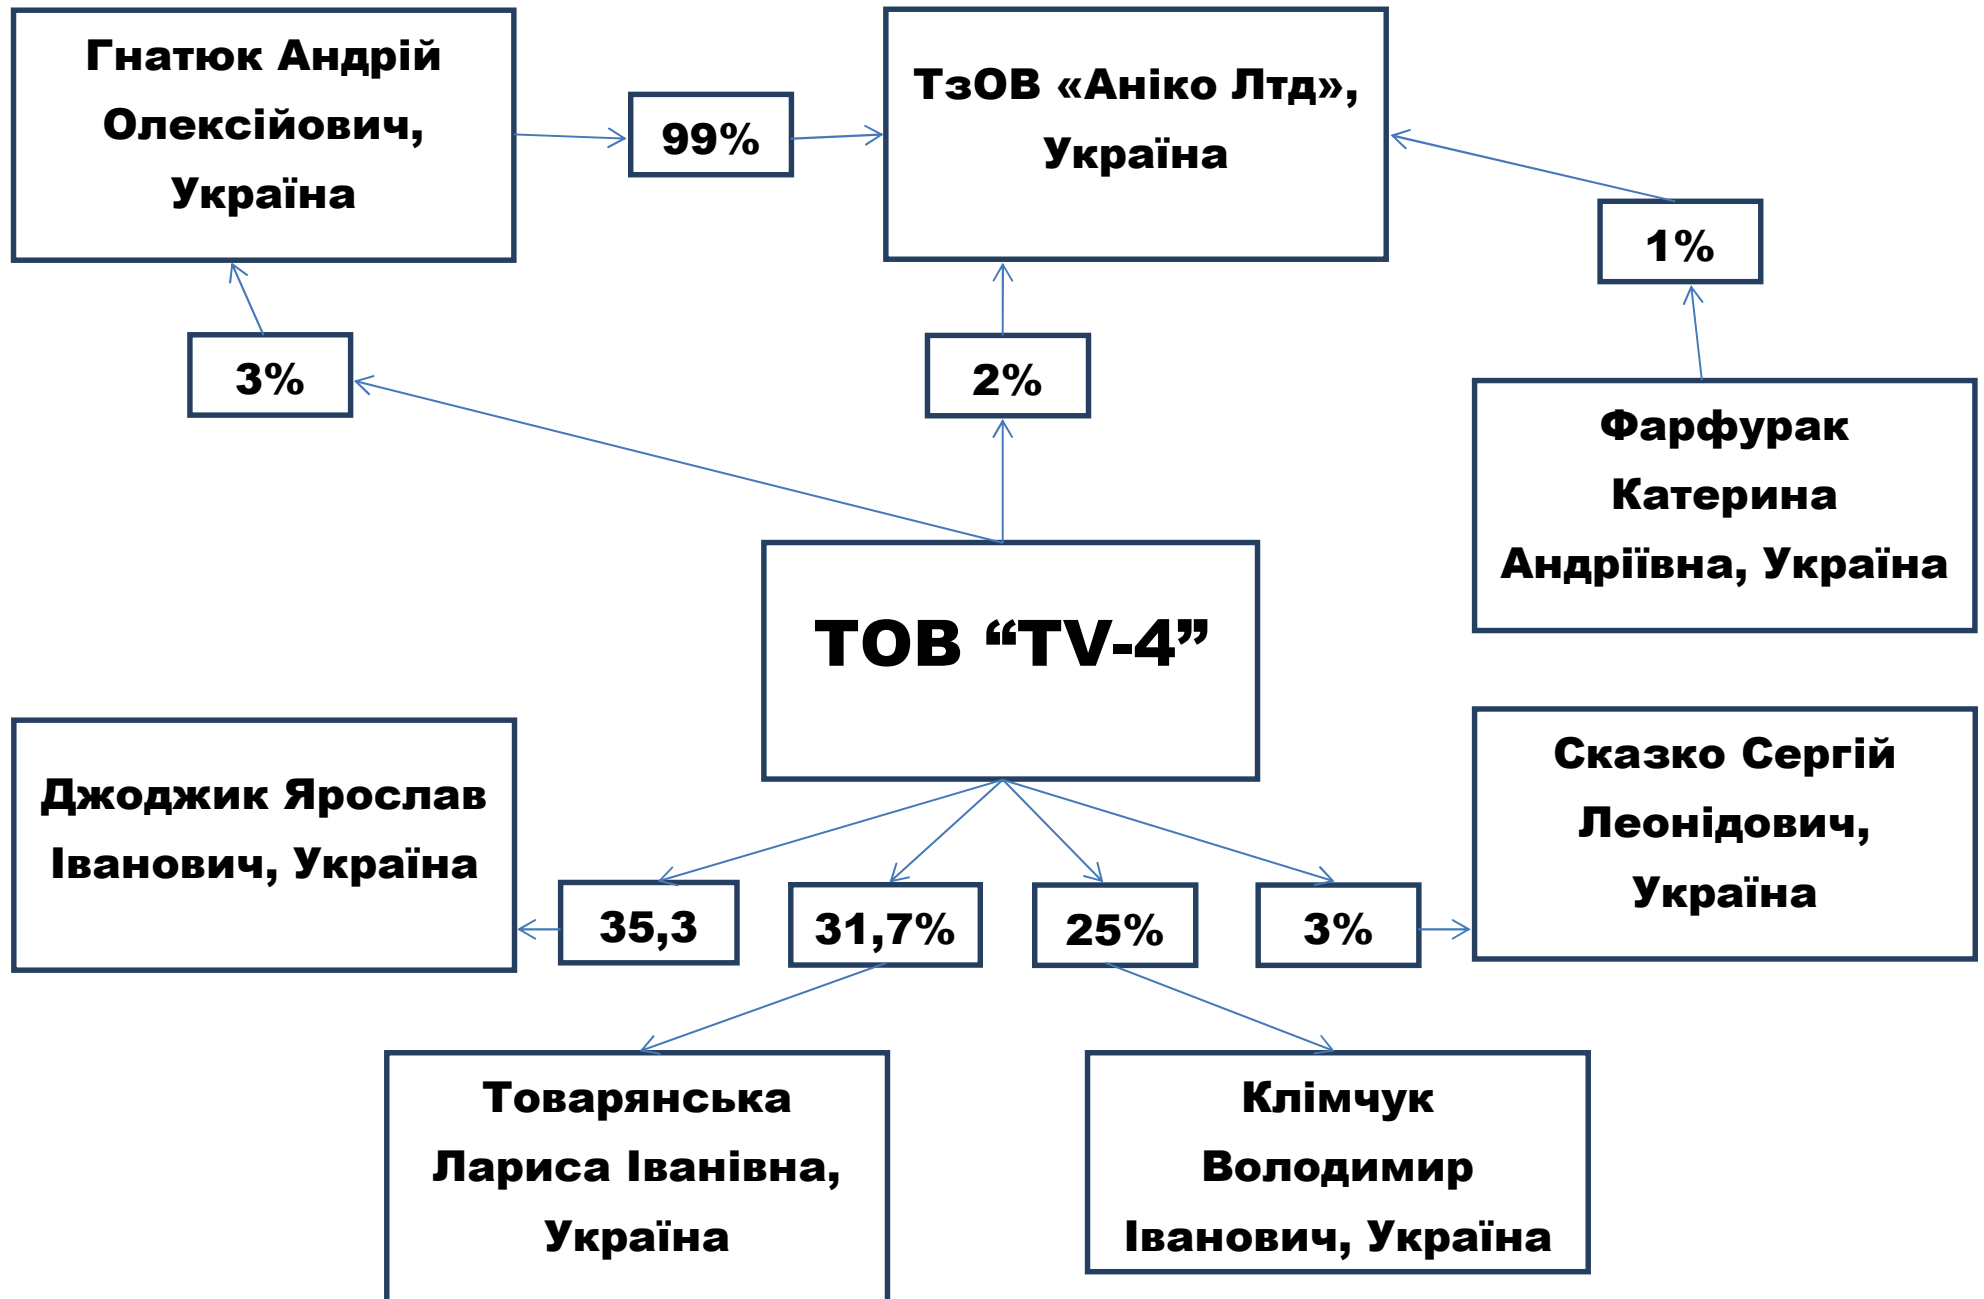 Гнатюк Андрій
Олексійович,
Україна
99%
ТзОВ «Аніко Лтд»,
Україна
1%
3%
2%
Фарфурак
Катерина
Андріївна, Україна
ТОВ “TV-4”
Джоджик Ярослав
Іванович, Україна
35,3
31,7%
25%
3%
Сказко Сергій
Леонідович,
Україна
Товарянська
Лариса Іванівна,
Україна
Клімчук
Володимир
Іванович, Україна